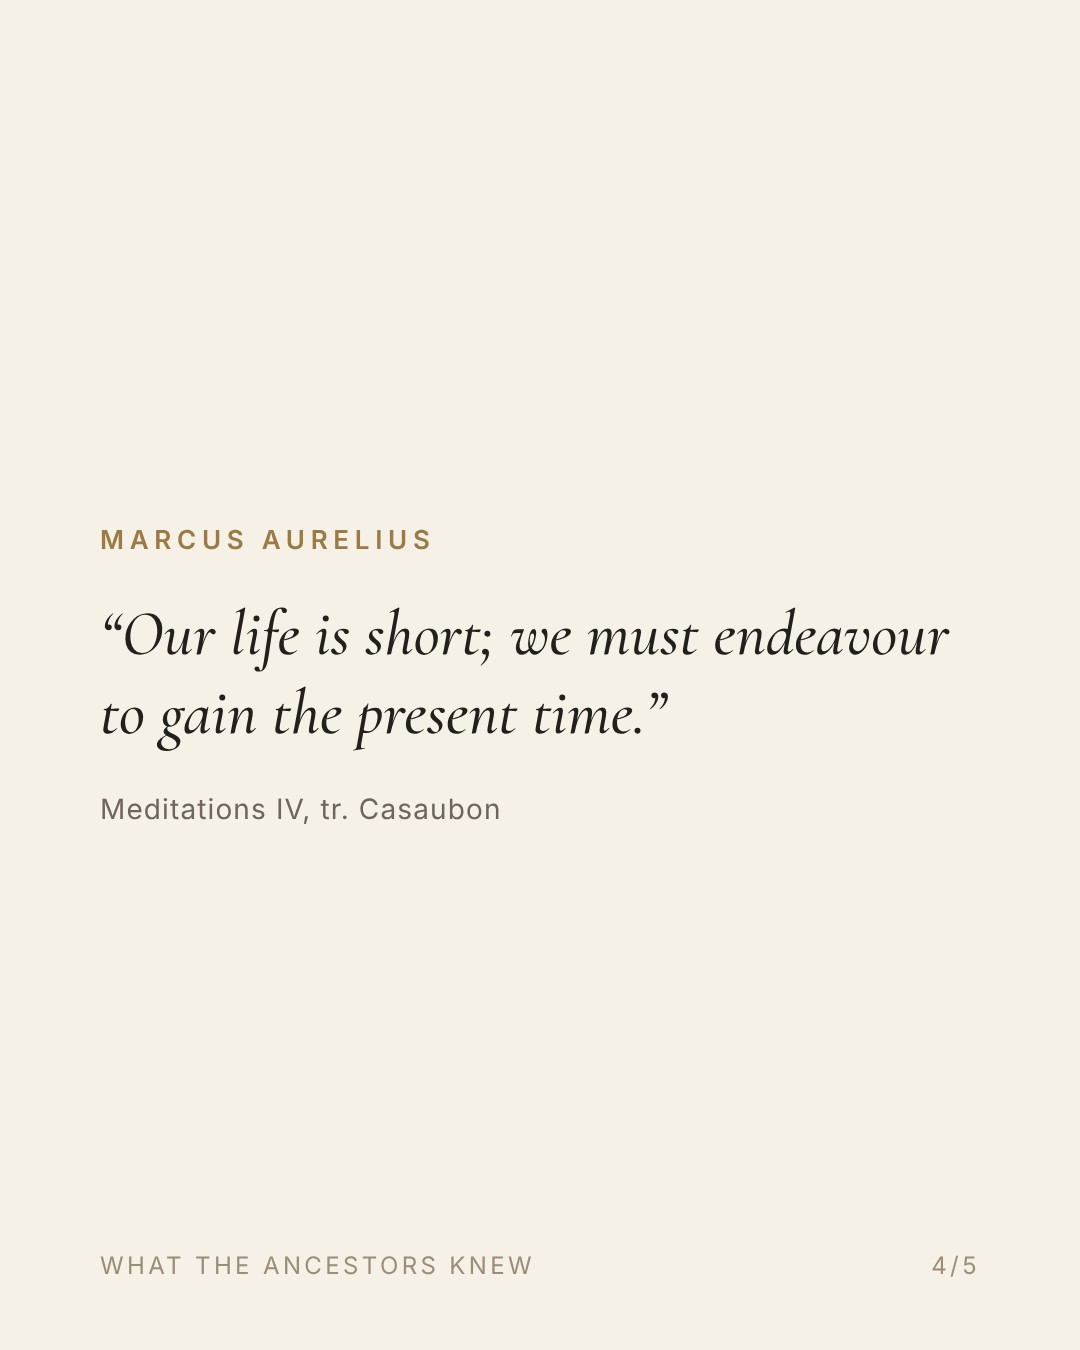 MARCUS AURELIUS
“Our life is short; we must endeavour
to gain the present time.”
Meditations IV, tr. Casaubon
WHAT THE ANCESTORS KNEW
4/5